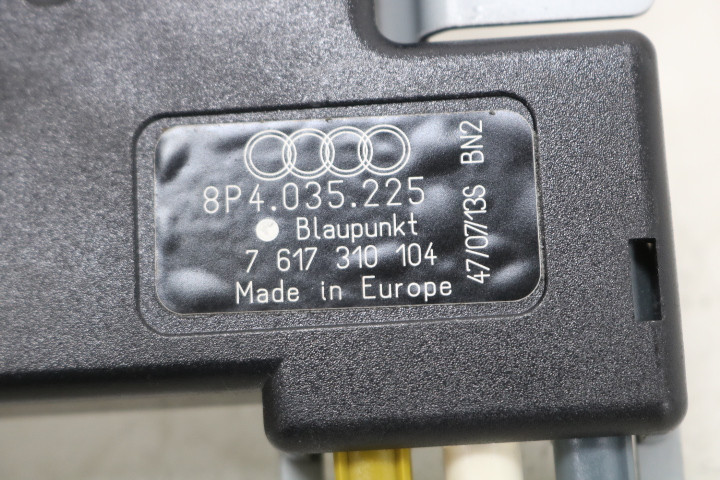 8P4.035.225
Blaupunkt
7 617 310 104
Made in Europe
47/07/13S BN2